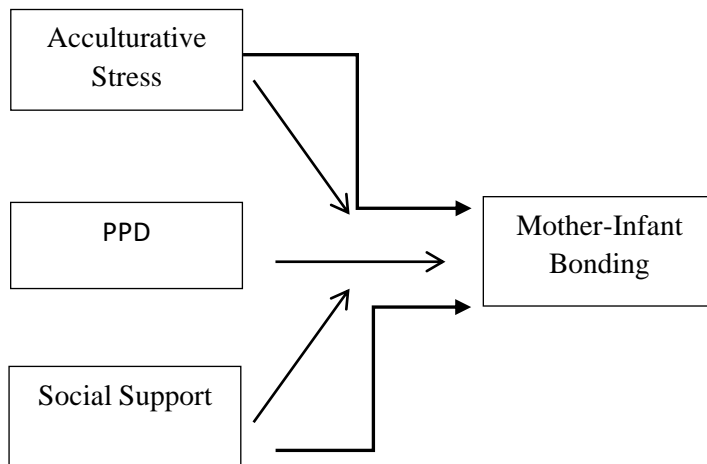 Acculturative
Stress
PPD
Mother-Infant
Bonding
Social Support